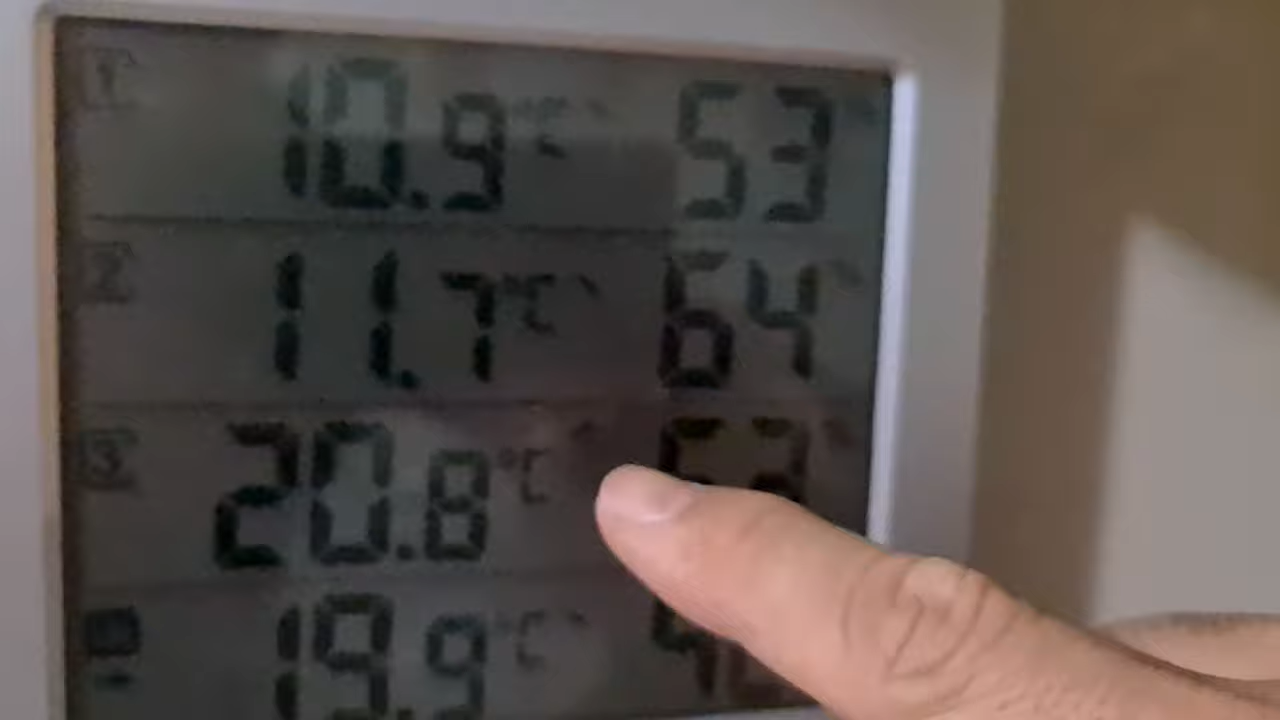 1 10.9 °C 53 %
2 11.7 °C 64 %
3 20.8 °C
19.9 °C